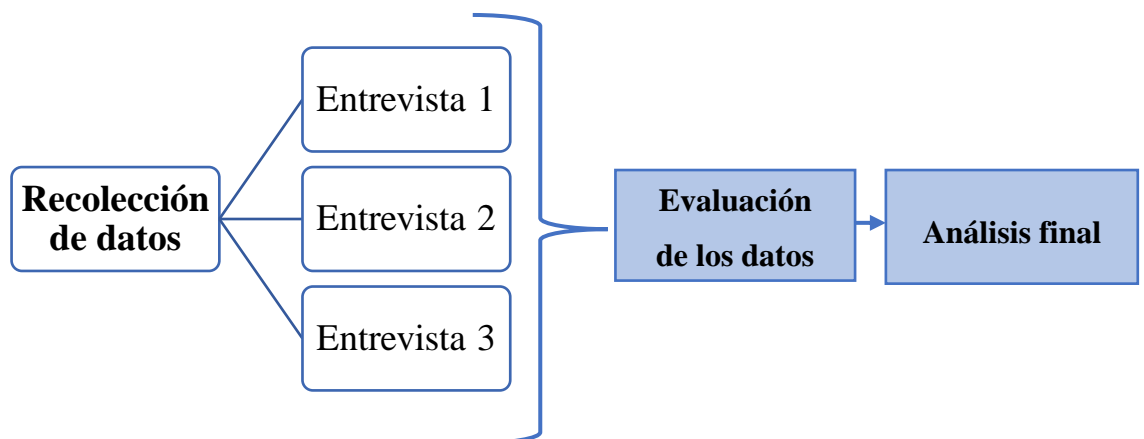 Recolección
de datos
Entrevista 1
Entrevista 2
Entrevista 3
Evaluación
de los datos
Análisis final